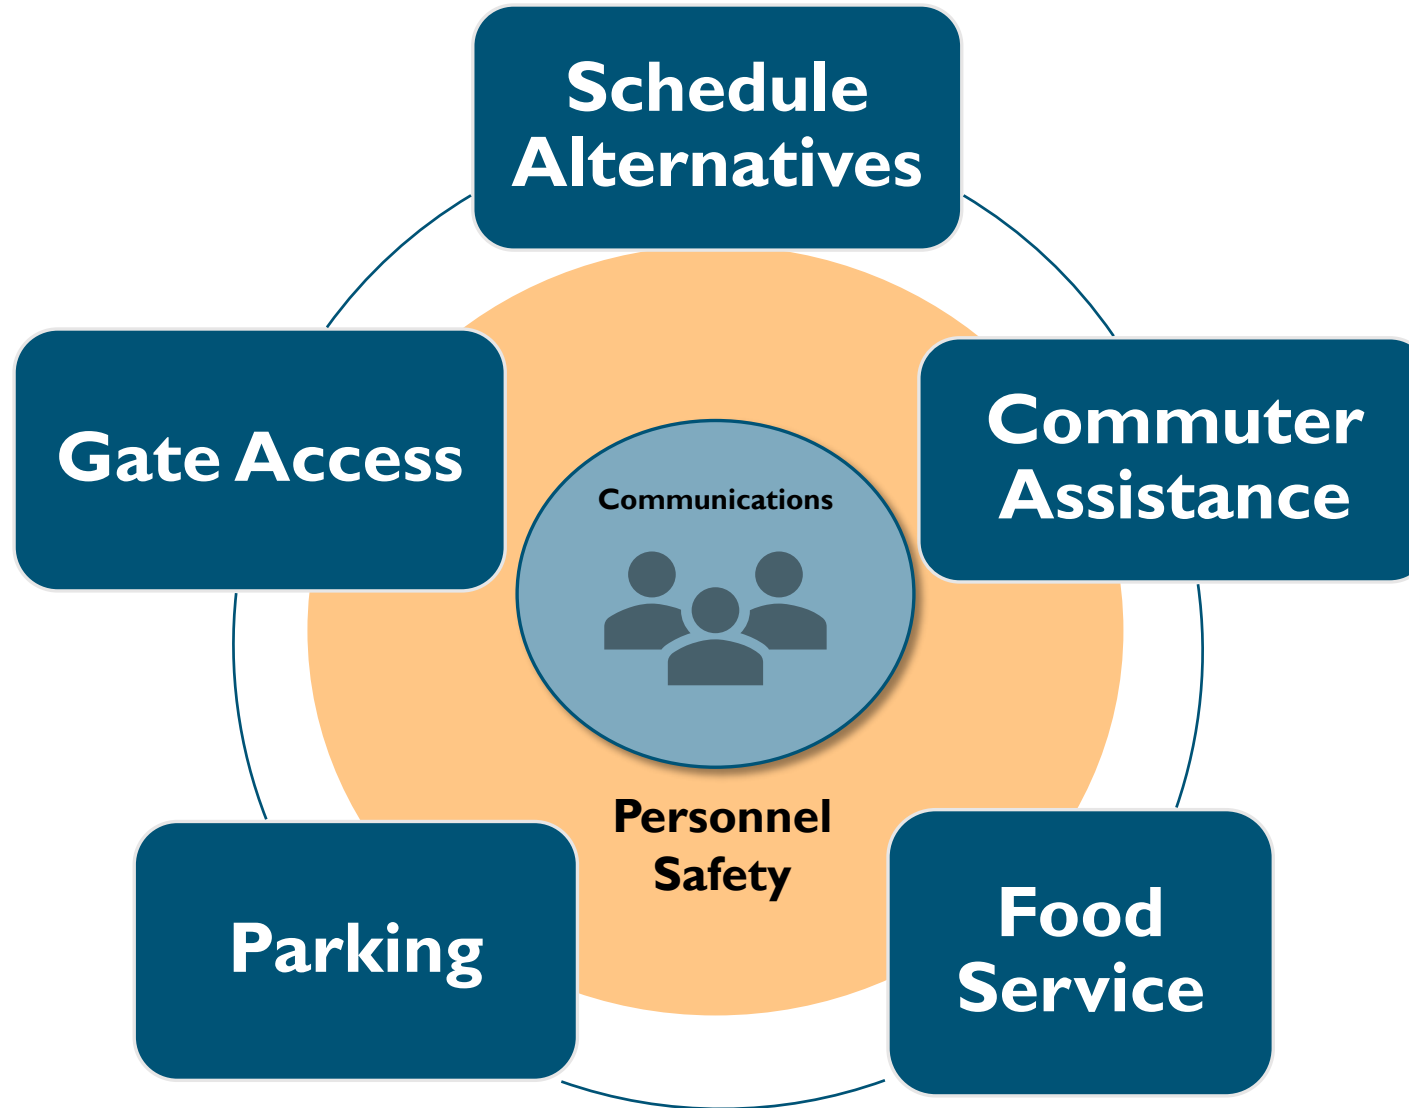 Schedule
Alternatives
Gate Access
Commuter
Assistance
Communications
Personnel
Safety
Parking
Food
Service